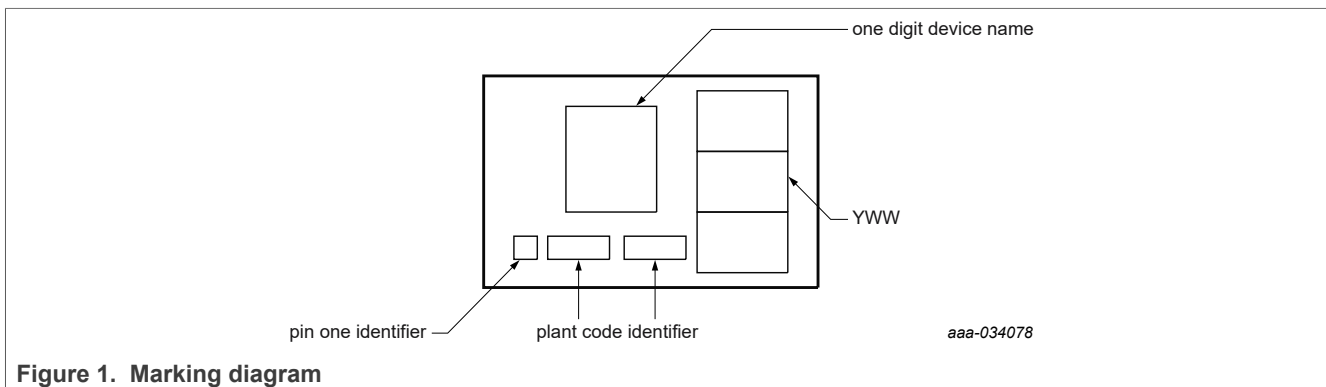 one digit device name
YWW
pin one identifier
plant code identifier
aaa-034078
Figure 1. Marking diagram